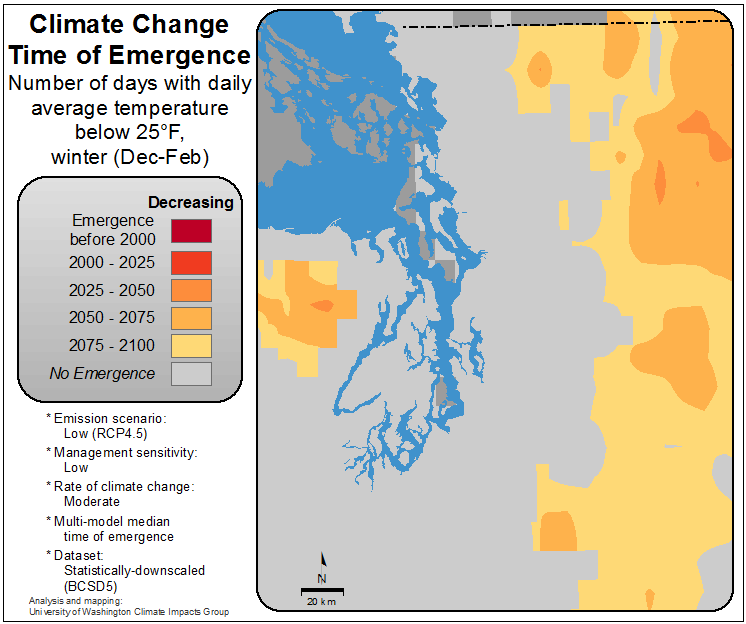 Climate Change
Time of Emergence
Number of days with daily
average temperature
below 25°F,
winter (Dec-Feb)
Decreasing
Emergence
before 2000
2000 - 2025
2025 - 2050
2050 - 2075
2075 - 2100
No Emergence
* Emission scenario:
Low (RCP4.5)
* Management sensitivity:
Low
* Rate of climate change:
Moderate
* Multi-model median
time of emergence
* Dataset:
Statistically-downscaled
(BCSD5)
Analysis and mapping:
University of Washington Climate Impacts Group
N
20 km